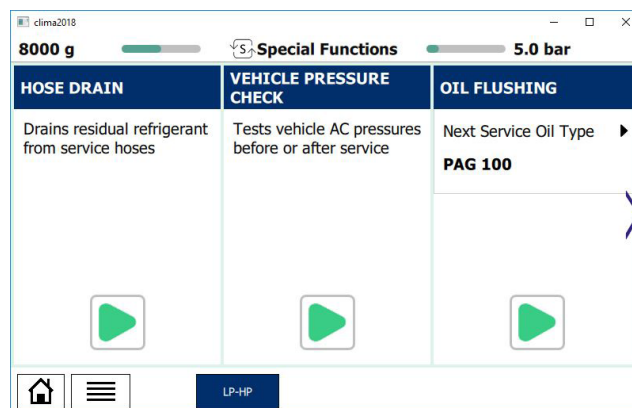 clima2018
8000 g
S Special Functions
5.0 bar
HOSE DRAIN
Drains residual refrigerant
from service hoses
VEHICLE PRESSURE
CHECK
Tests vehicle AC pressures
before or after service
OIL FLUSHING
Next Service Oil Type
PAG 100
LP-HP